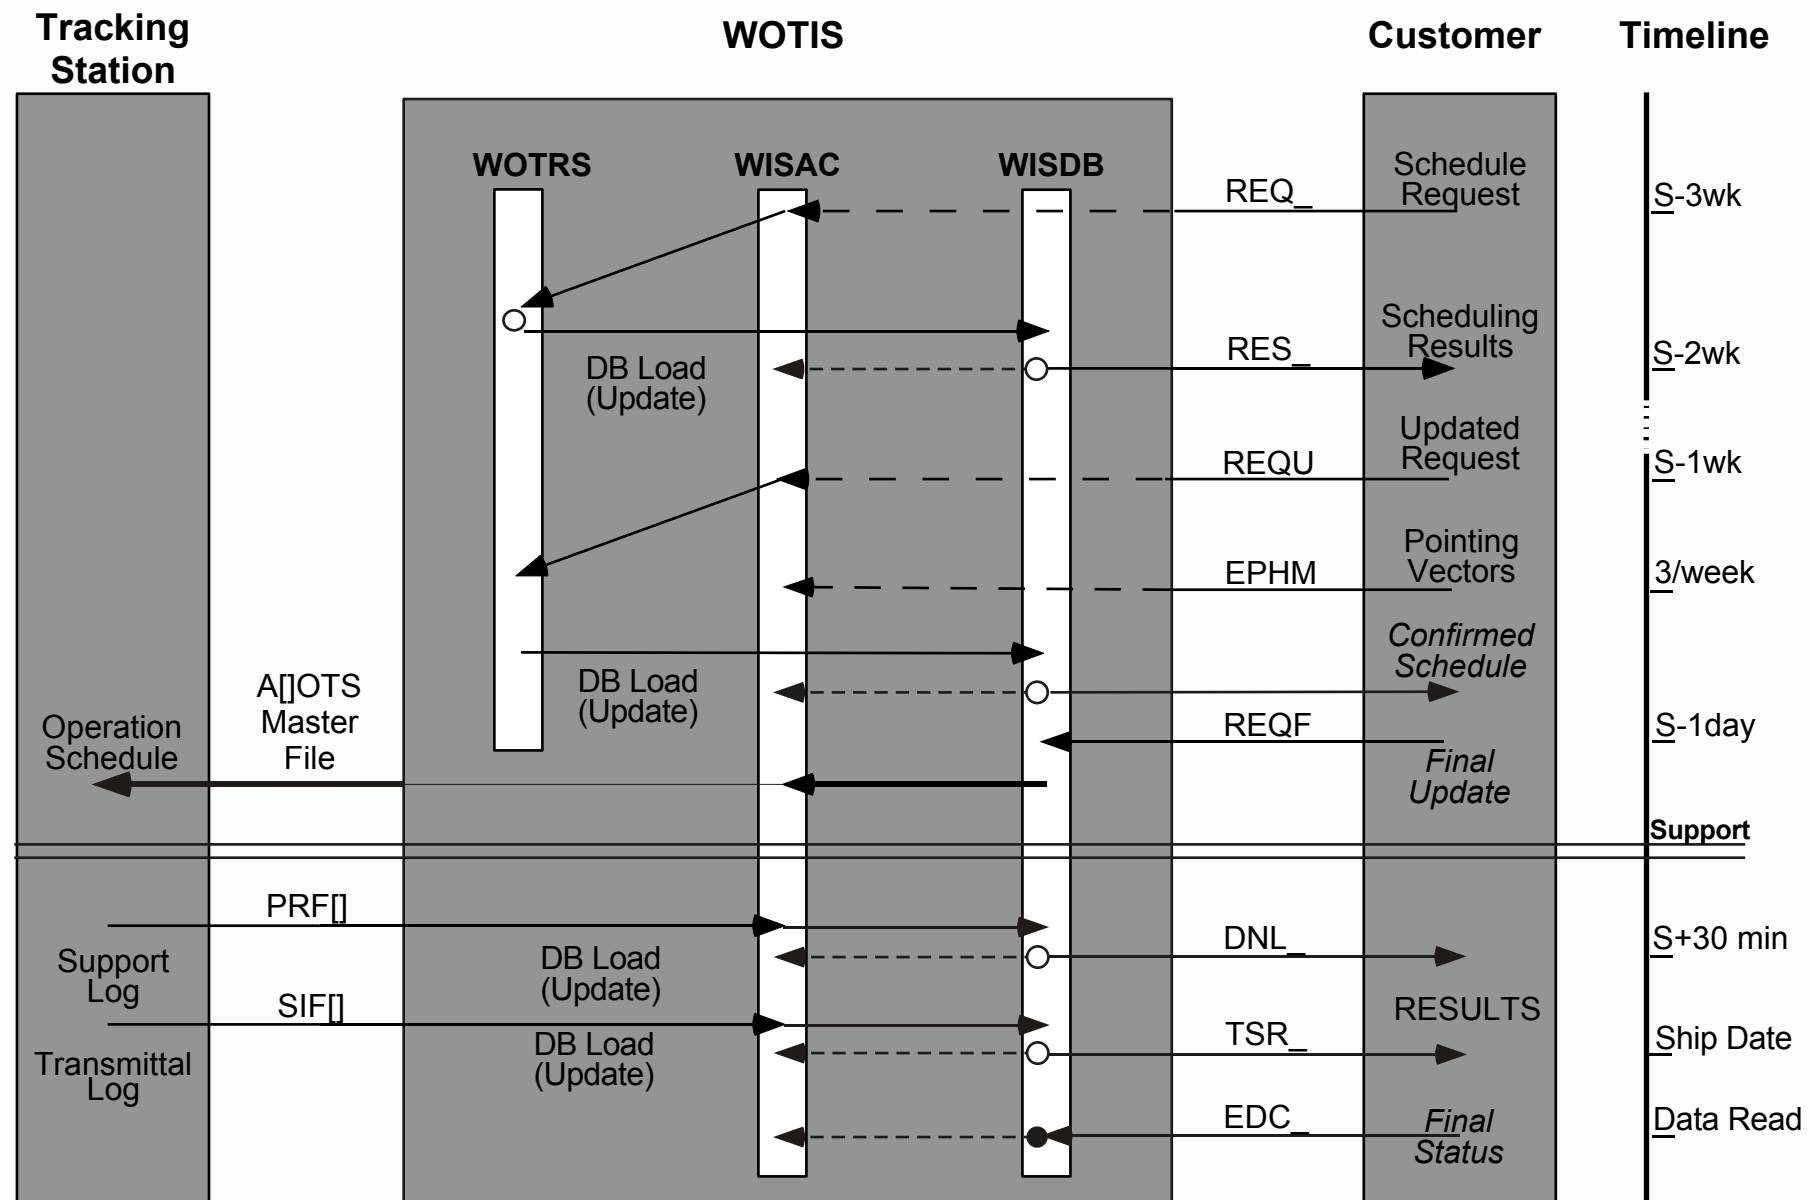 Tracking
Station
WOTIS
Customer
Timeline
WOTRS
WISAC
WISDB
REQ_
Schedule
Request
S-3wk
DB Load
(Update)
RES_
Scheduling
Results
S-2wk
REQU
Updated
Request
S-1wk
EPHM
Pointing
Vectors
3/week
DB Load
(Update)
Confirmed
Schedule
Operation
Schedule
A[]OTS
Master
File
REQF
Final
Update
S-1day
Support
PRF[]
Support
Log
DB Load
(Update)
DNL_
S+30 min
SIF[]
RESULTS
Transmittal
Log
DB Load
(Update)
TSR_
Ship Date
EDC_
Final
Status
Data Read